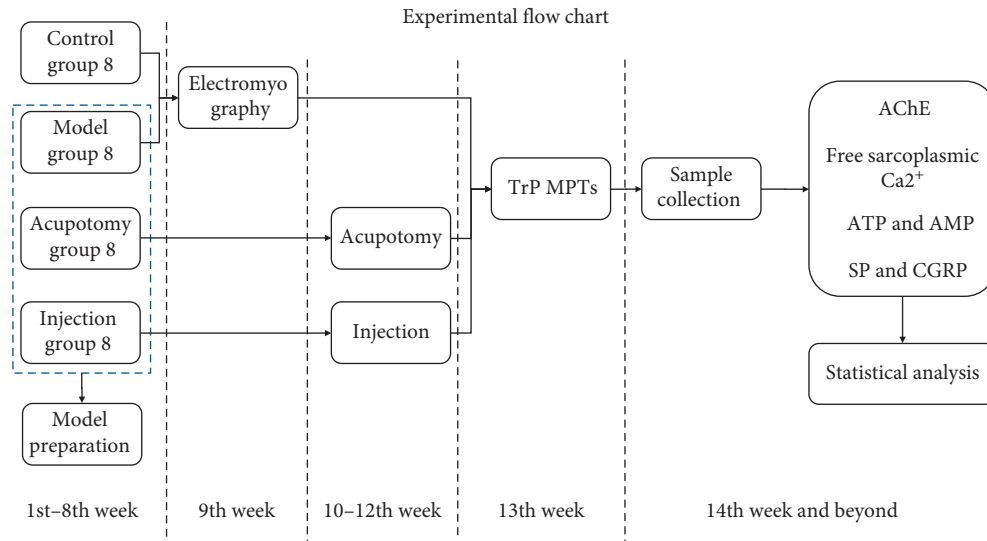 Experimental flow chart
Control
group 8
Model
group 8
Acupotomy
group 8
Injection
group 8
Model
preparation
Electromyo
graphy
Acupotomy
Injection
TrP MPTs
Sample
collection
AChE
Free sarcoplasmic
Ca2⁺
ATP and AMP
SP and CGRP
Statistical analysis
1st–8th week
9th week
10–12th week
13th week
14th week and beyond